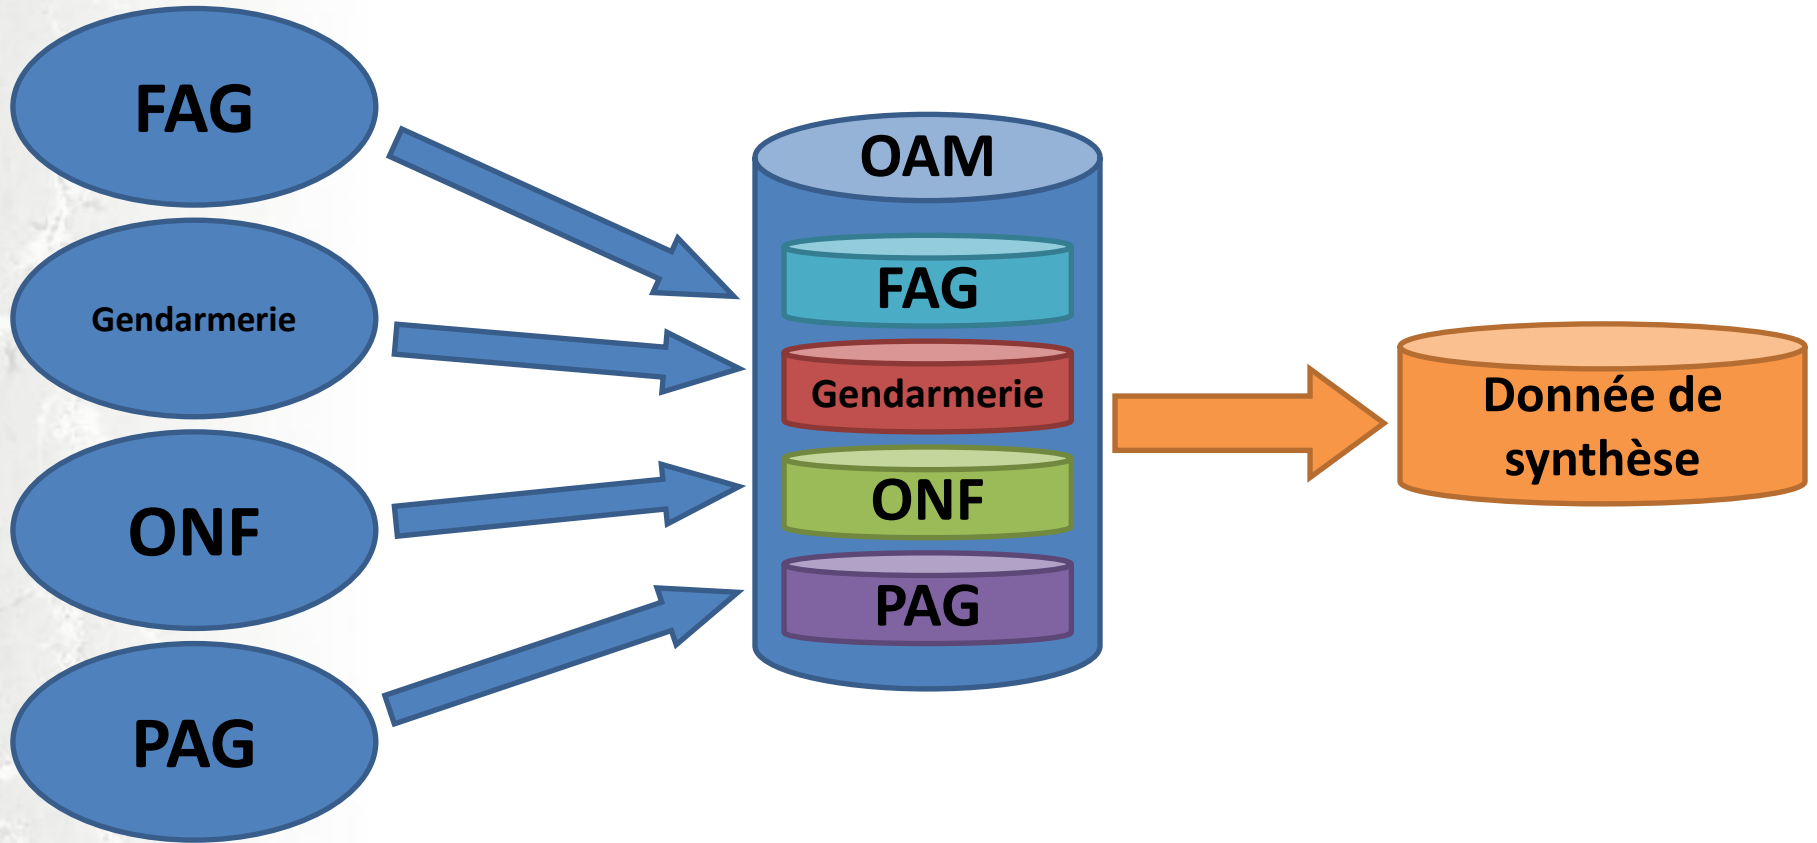 FAG
Gendarmerie
ONF
PAG
OAM
FAG
Gendarmerie
ONF
PAG
Donnée de
synthèse